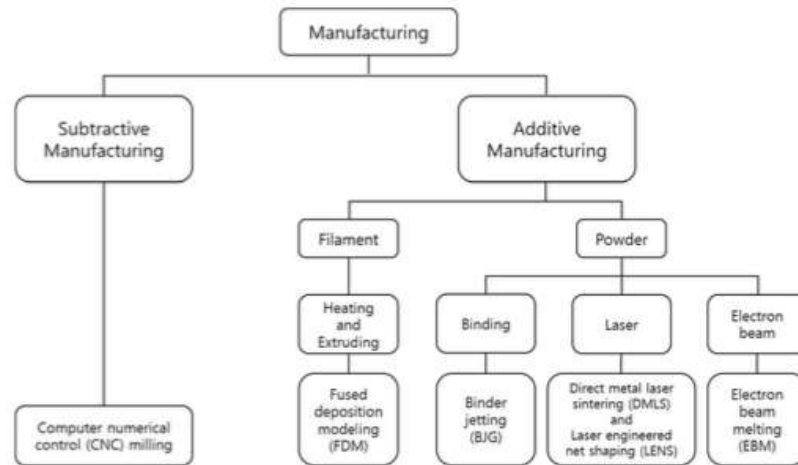 Manufacturing
Subtractive
Manufacturing
Additive
Manufacturing
Filament
Powder
Heating
and
Extruding
Binding
Laser
Electron
beam
Fused
deposition
modeling
(FDM)
Binder
jetting
(BJG)
Direct metal laser
sintering (DMLS)
and
Laser engineered
net shaping (LENS)
Electron
beam
melting
(EBM)
Computer numerical
control (CNC) milling